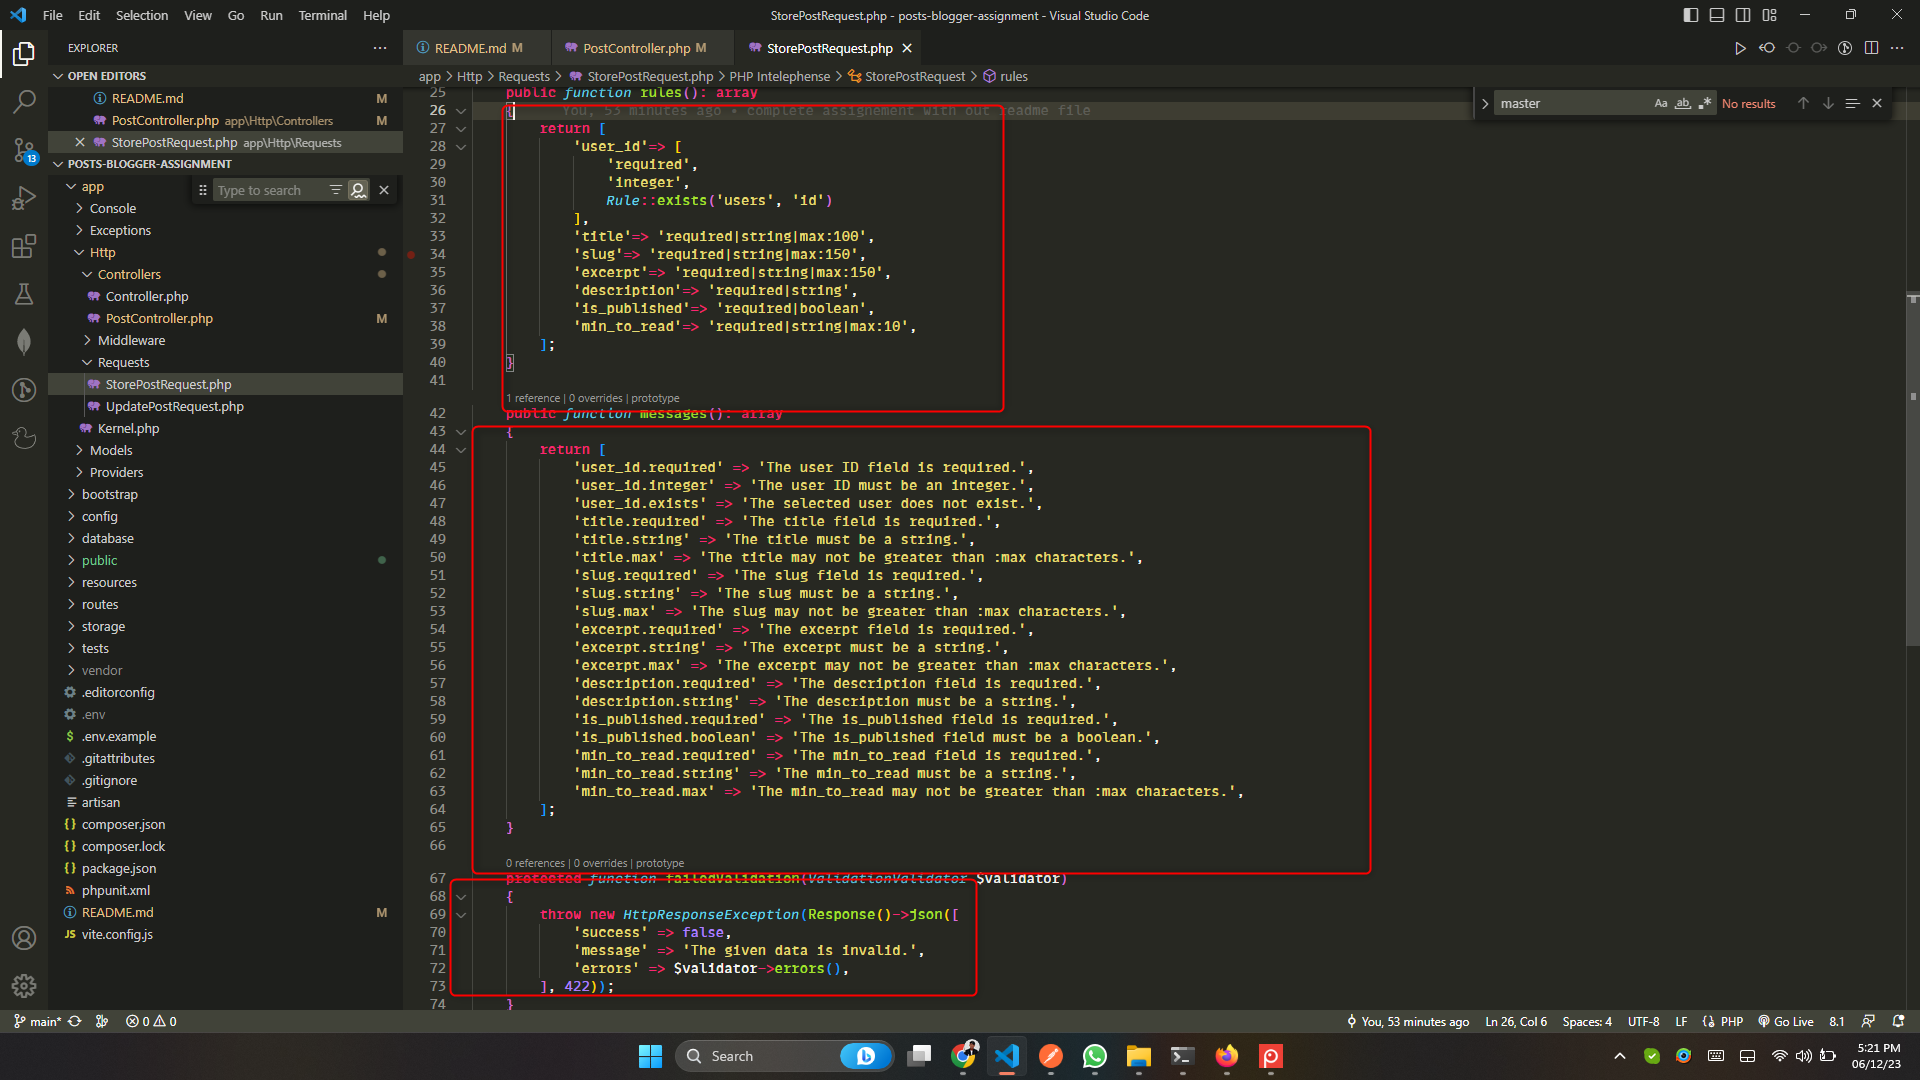 File Edit Selection View Go Run Terminal Help
StorePostRequest.php - posts-blogger-assignment - Visual Studio Code
EXPLORER
OPEN EDITORS
README.md M
PostController.php app\Http\Controllers M
StorePostRequest.php app\Http\Requests
13
POSTS-BLOGGER-ASSIGNMENT
app
Type to search
Console
Exceptions
Http
Controllers
Controller.php
PostController.php M
Middleware
Requests
StorePostRequest.php
UpdatePostRequest.php
Kernel.php
Models
Providers
bootstrap
config
database
public
resources
routes
storage
tests
vendor
.editorconfig
.env
.env.example
.gitattributes
.gitignore
artisan
composer.json
composer.lock
package.json
phpunit.xml
README.md M
vite.config.js
README.md M PostController.php M StorePostRequest.php
app > Http > Requests > StorePostRequest.php > PHP Intelephense > StorePostRequest > rules
master Aa ab .* No results
25 public function rules(): array
26 { You, 53 minutes ago • complete assignement with out readme file
27 return [
28 'user_id'=> [
29 'required',
30 'integer',
31 Rule::exists('users', 'id')
32 ],
33 'title'=> 'required|string|max:100',
34 'slug'=> 'required|string|max:150',
35 'excerpt'=> 'required|string|max:150',
36 'description'=> 'required|string',
37 'is_published'=> 'required|boolean',
38 'min_to_read'=> 'required|string|max:10',
39 ];
40 }
41
1 reference | 0 overrides | prototype
42 public function messages(): array
43 {
44 return [
45 'user_id.required' => 'The user ID field is required.',
46 'user_id.integer' => 'The user ID must be an integer.',
47 'user_id.exists' => 'The selected user does not exist.',
48 'title.required' => 'The title field is required.',
49 'title.string' => 'The title must be a string.',
50 'title.max' => 'The title may not be greater than :max characters.',
51 'slug.required' => 'The slug field is required.',
52 'slug.string' => 'The slug must be a string.',
53 'slug.max' => 'The slug may not be greater than :max characters.',
54 'excerpt.required' => 'The excerpt field is required.',
55 'excerpt.string' => 'The excerpt must be a string.',
56 'excerpt.max' => 'The excerpt may not be greater than :max characters.',
57 'description.required' => 'The description field is required.',
58 'description.string' => 'The description must be a string.',
59 'is_published.required' => 'The is_published field is required.',
60 'is_published.boolean' => 'The is_published field must be a boolean.',
61 'min_to_read.required' => 'The min_to_read field is required.',
62 'min_to_read.string' => 'The min_to_read must be a string.',
63 'min_to_read.max' => 'The min_to_read may not be greater than :max characters.',
64 ];
65 }
66
0 references | 0 overrides | prototype
67 protected function failedValidation(ValidationValidator $validator)
68 {
69 throw new HttpResponseException(Response()->json([
70 'success' => false,
71 'message' => 'The given data is invalid.',
72 'errors' => $validator->errors(),
73 ], 422));
74 }
main* 0 0
You, 53 minutes ago Ln 26, Col 6 Spaces: 4 UTF-8 LF PHP Go Live 8.1
Search
5:21 PM
06/12/23